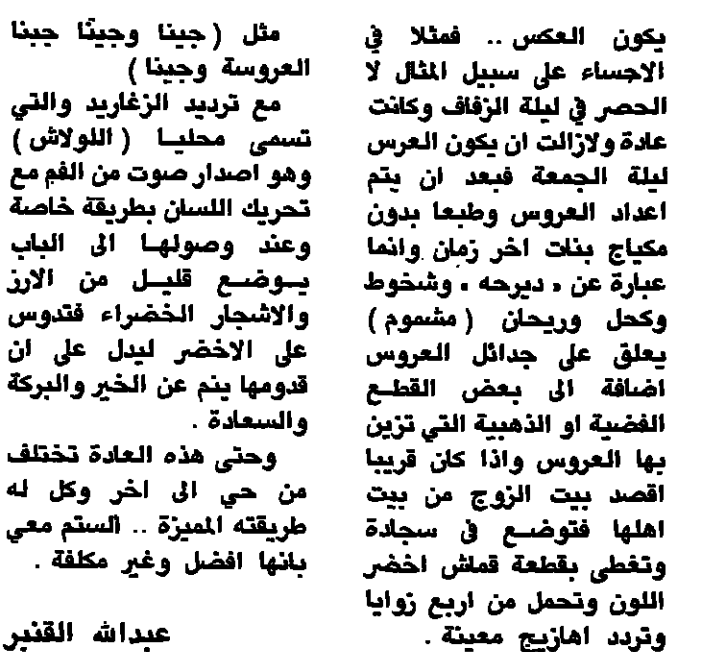 يكون العكس .. فمثلا في
الاحساء على سبيل المثال لا
الحصر في ليلة الزفاف وكانت
عادة ولازالت ان يكون العرس
ليلة الجمعة فبعد ان يتم
اعداد العروس وطبعا بدون
مكياج بنات اخر زمان وانما
عبارة عن « ديرحه » وشخوط
وكحل وريحان ( مشموم )
يعلق على جدائل العروس
اضافة الى بعض القطع
الفضية او الذهبية التي تزين
بها العروس واذا كان قريبا
اقصد بيت الزوج من بيت
اهلها فتوضع في سجادة
وتغطى بقطعة قماش اخضر
اللون وتحمل من اربع زوايا
وتردد اهازيج معينة .
مثل ( جينا وجينا جبنا
العروسة وجينا )
مع ترديد الزغاريد والتي
تسمى محليا ( اللولاش )
وهو اصدار صوت من الفم مع
تحريك اللسان بطريقة خاصة
وعند وصولها الى الباب
يوضع قليل من الارز
والاشجار الخضراء فتدوس
على الاخضر ليدل على ان
قدومها ينم عن الخير والبركة
والسعادة .
وحتى هذه العادة تختلف
من حي الى اخر وكل له
طريقته المميزة .. الستم معي
بانها افضل وغير مكلفة .
عبدالله القنبر